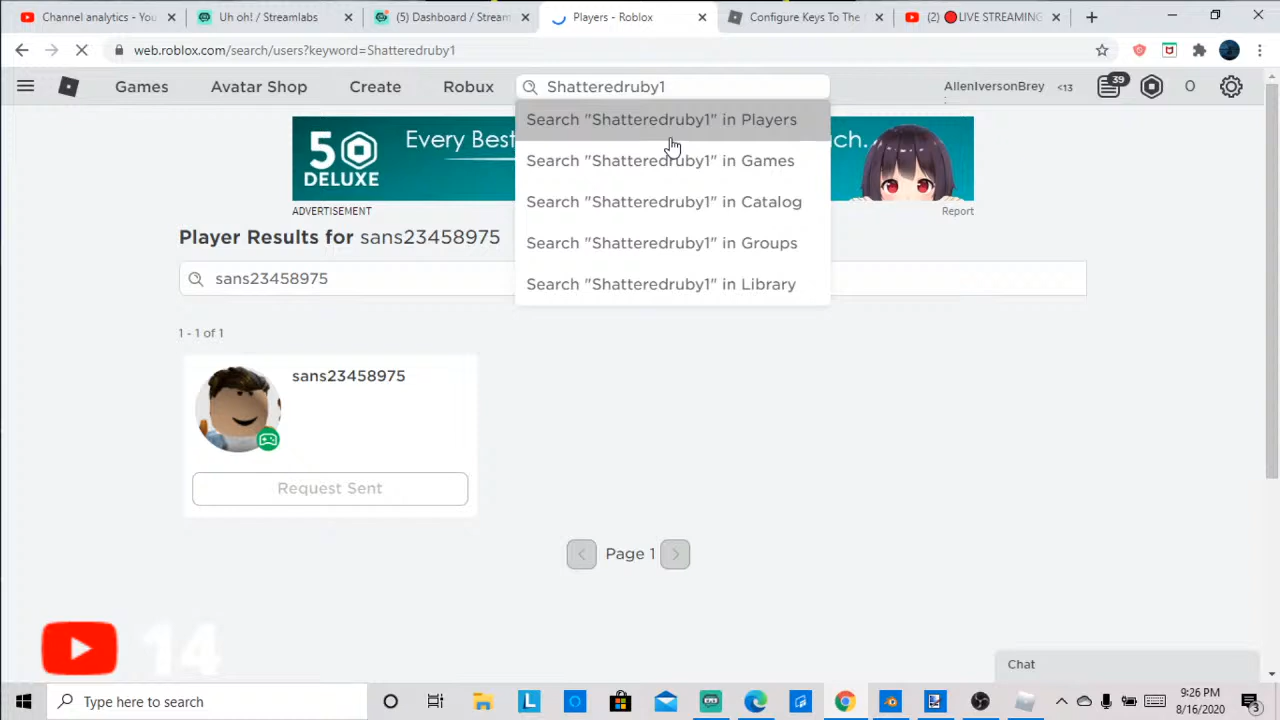 Channel analytics - You
Uh oh! / Streamlabs
(5) Dashboard / Stream
Players - Roblox
Configure Keys To The
(2) 🔴LIVE STREAMING
web.roblox.com/search/users?keyword=Shatteredruby1
Games
Avatar Shop
Create
Robux
Shatteredruby1
AllenIversonBrey
<13
39
0
Search "Shatteredruby1" in Players
Search "Shatteredruby1" in Games
Search "Shatteredruby1" in Catalog
Search "Shatteredruby1" in Groups
Search "Shatteredruby1" in Library
50
DELUXE
Every Best
ch.
ADVERTISEMENT
Report
Player Results for sans23458975
sans23458975
1 - 1 of 1
sans23458975
Request Sent
Page 1
14
Chat
Type here to search
L
9:26 PM
8/16/2020
3